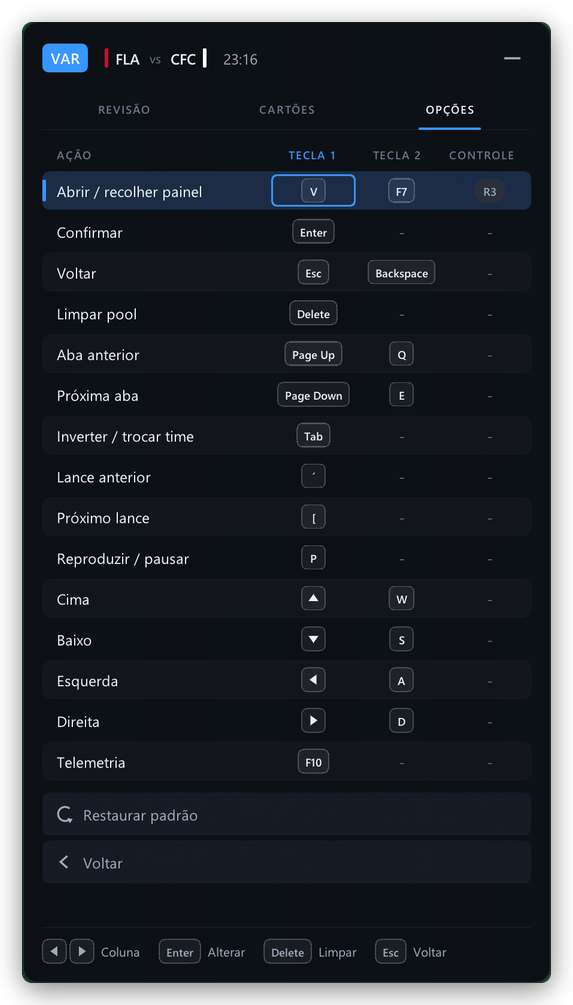 VAR FLA vs CFC 23:16
REVISÃO CARTÕES OPÇÕES
AÇÃO TECLA 1 TECLA 2 CONTROLE
Abrir / recolher painel V F7 R3
Confirmar Enter - -
Voltar Esc Backspace -
Limpar pool Delete - -
Aba anterior Page Up Q -
Próxima aba Page Down E -
Inverter / trocar time Tab - -
Lance anterior ´ - -
Próximo lance [ - -
Reproduzir / pausar P - -
Cima ▲ W -
Baixo ▼ S -
Esquerda ◀ A -
Direita ▶ D -
Telemetria F10 - -
Restaurar padrão
Voltar
◀ ▶ Coluna Enter Alterar Delete Limpar Esc Voltar